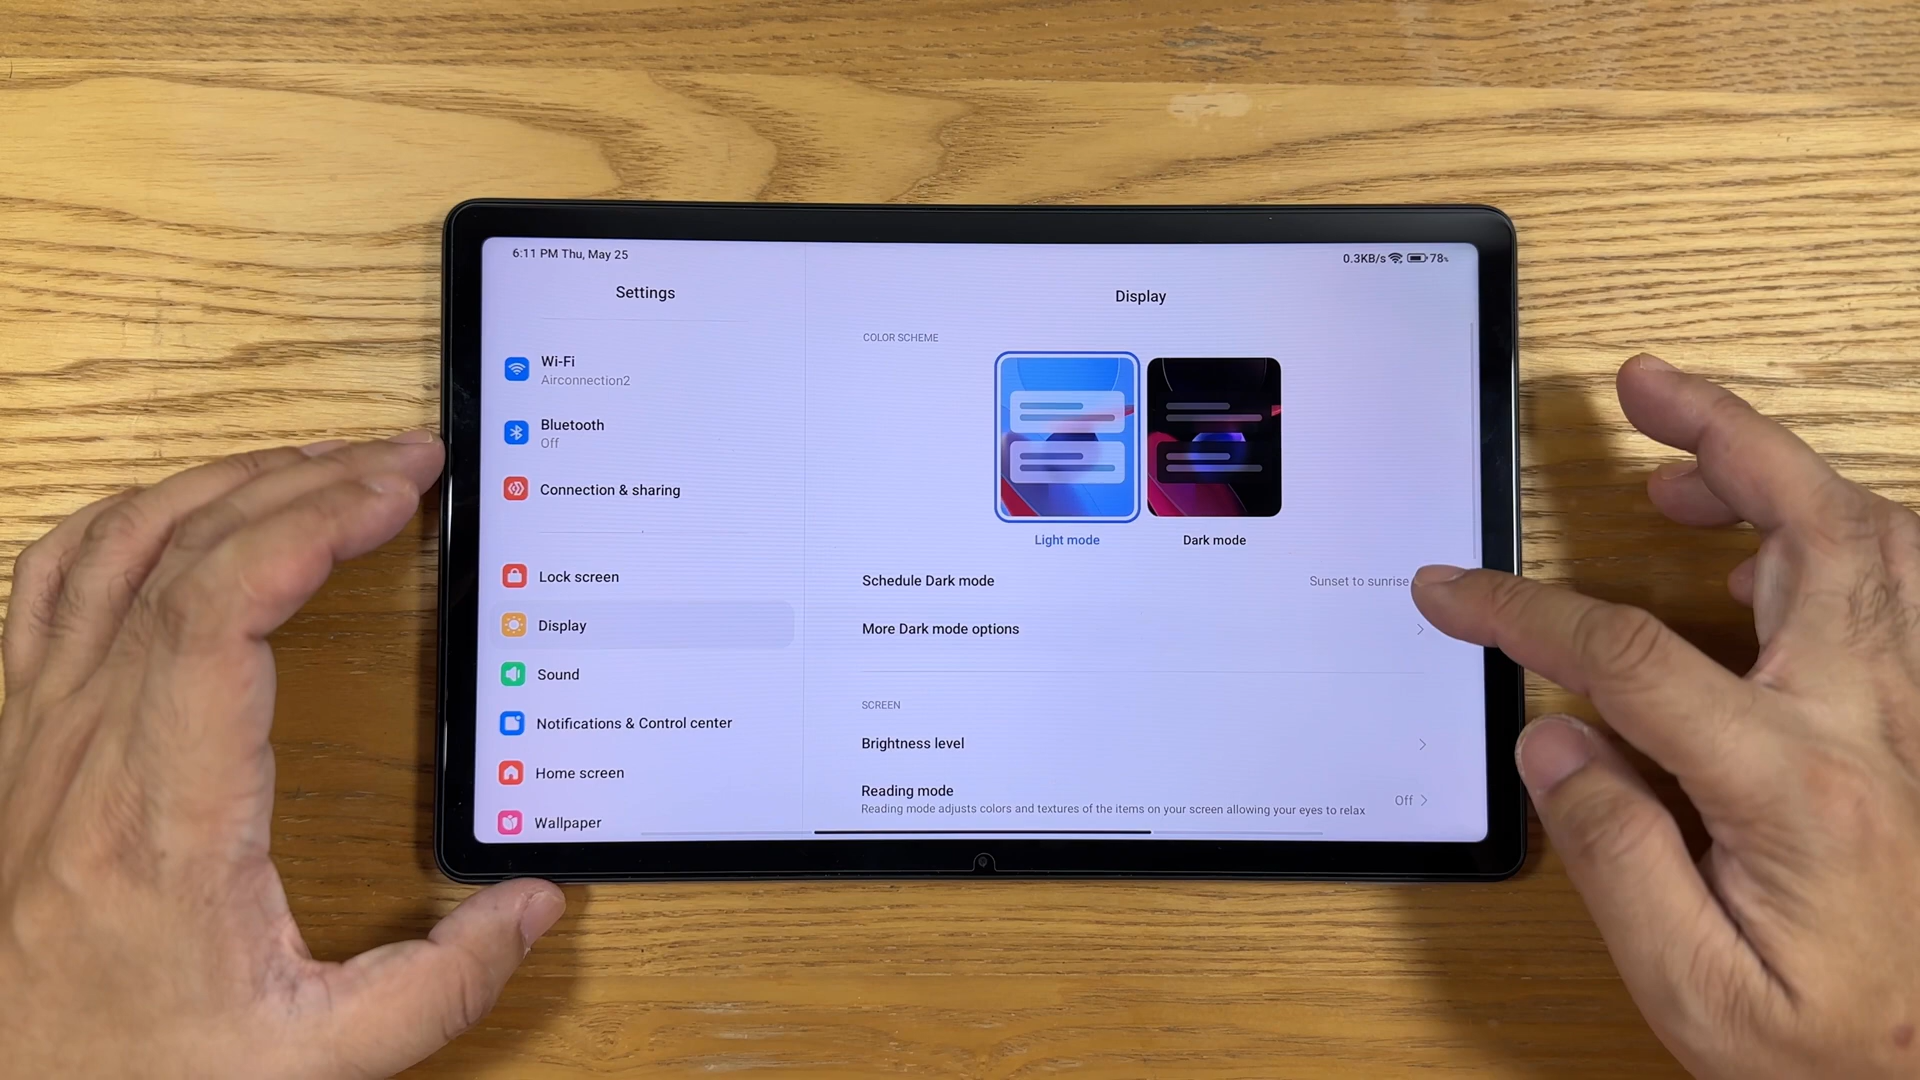 6:11 PM Thu, May 25
0.3KB/s 78%
Settings
Wi-Fi
Airconnection2
Bluetooth
Off
Connection & sharing
Lock screen
Display
Sound
Notifications & Control center
Home screen
Wallpaper
Display
COLOR SCHEME
Light mode
Dark mode
Schedule Dark mode
Sunset to sunrise
More Dark mode options
SCREEN
Brightness level
Reading mode
Reading mode adjusts colors and textures of the items on your screen allowing your eyes to relax
Off